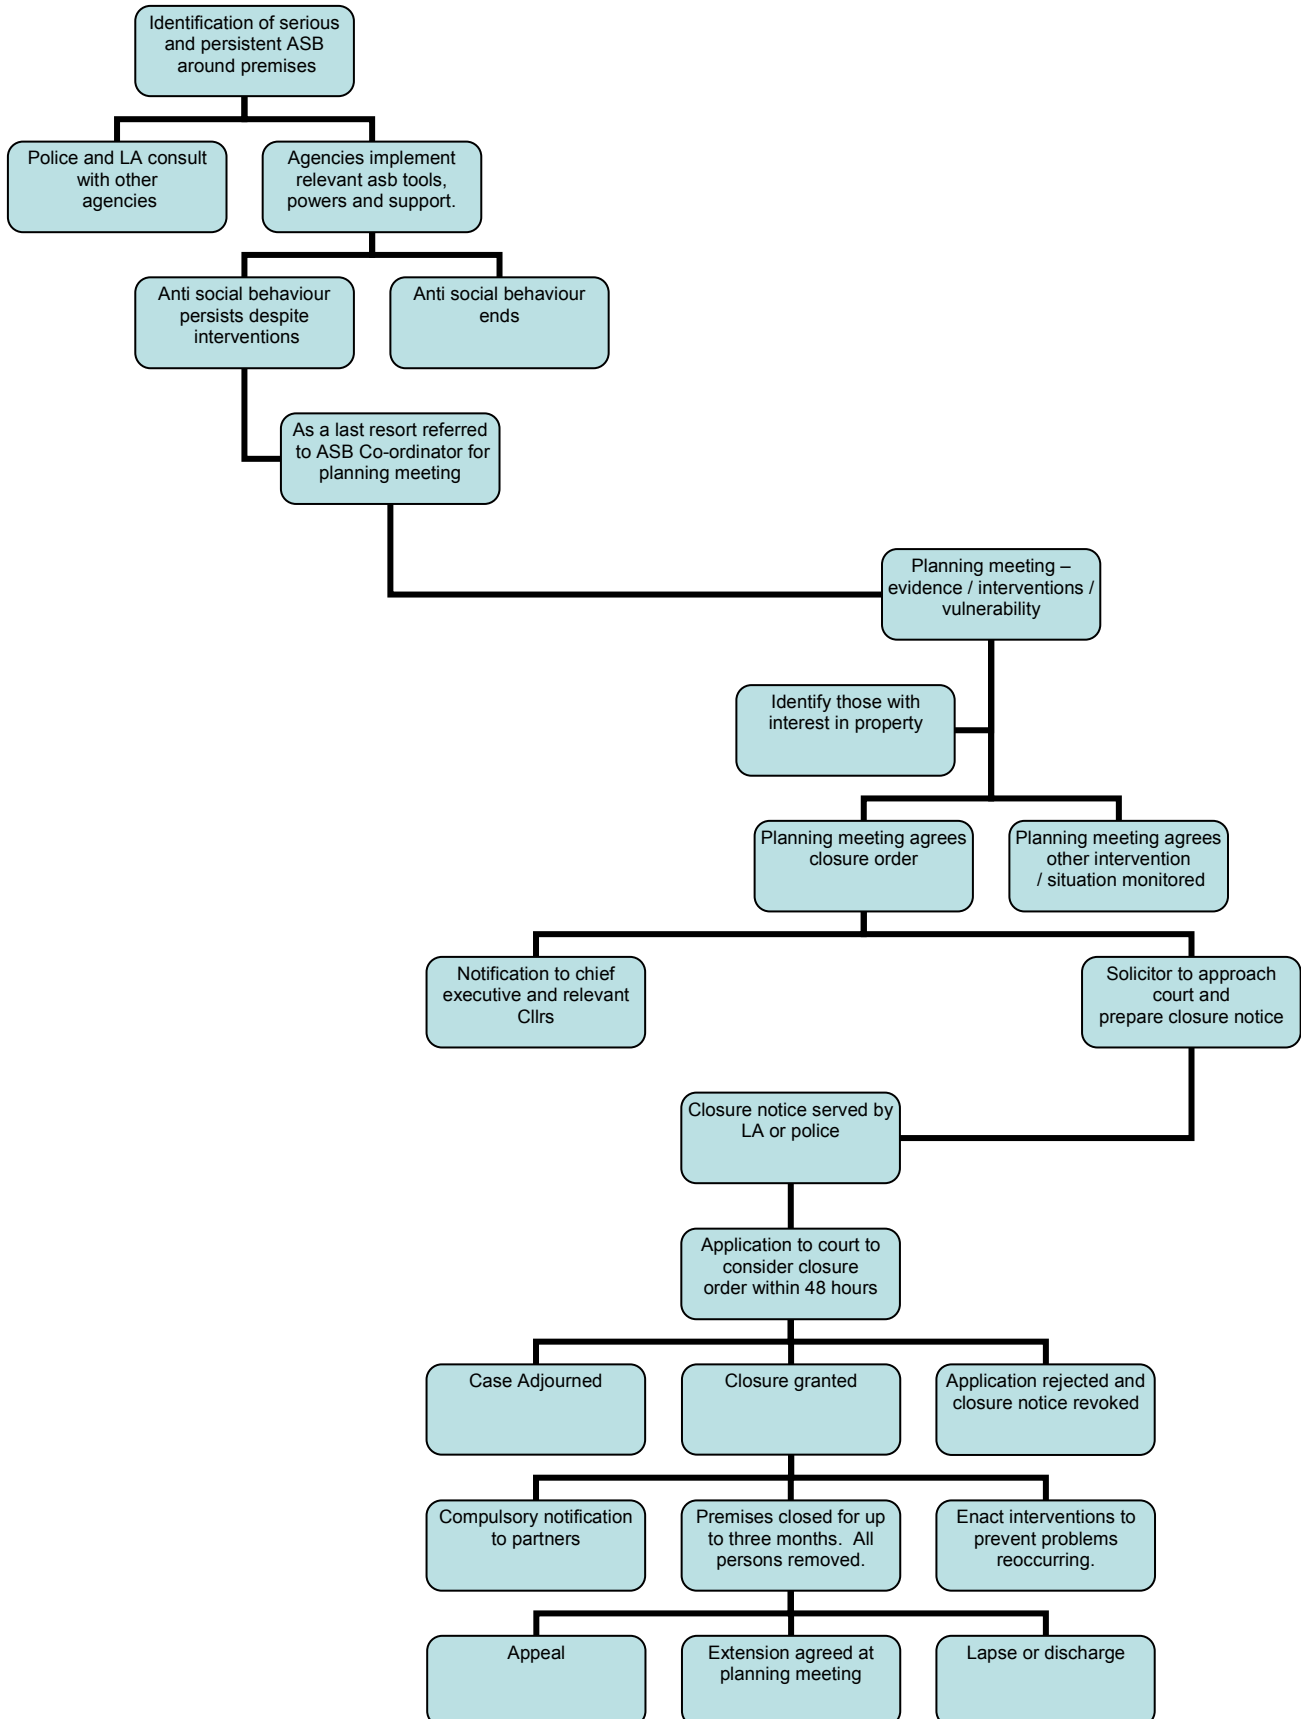 Identification of serious
and persistent ASB
around premises
Police and LA consult
with other
agencies
Agencies implement
relevant asb tools,
powers and support.
Anti social behaviour
persists despite
interventions
Anti social behaviour
ends
As a last resort referred
to ASB Co-ordinator for
planning meeting
Planning meeting –
evidence / interventions /
vulnerability
Identify those with
interest in property
Planning meeting agrees
closure order
Planning meeting agrees
other intervention
/ situation monitored
Notification to chief
executive and relevant
Cllrs
Solicitor to approach
court and
prepare closure notice
Closure notice served by
LA or police
Application to court to
consider closure
order within 48 hours
Case Adjourned
Closure granted
Application rejected and
closure notice revoked
Compulsory notification
to partners
Premises closed for up
to three months.  All
persons removed.
Enact interventions to
prevent problems
reoccurring.
Appeal
Extension agreed at
planning meeting
Lapse or discharge